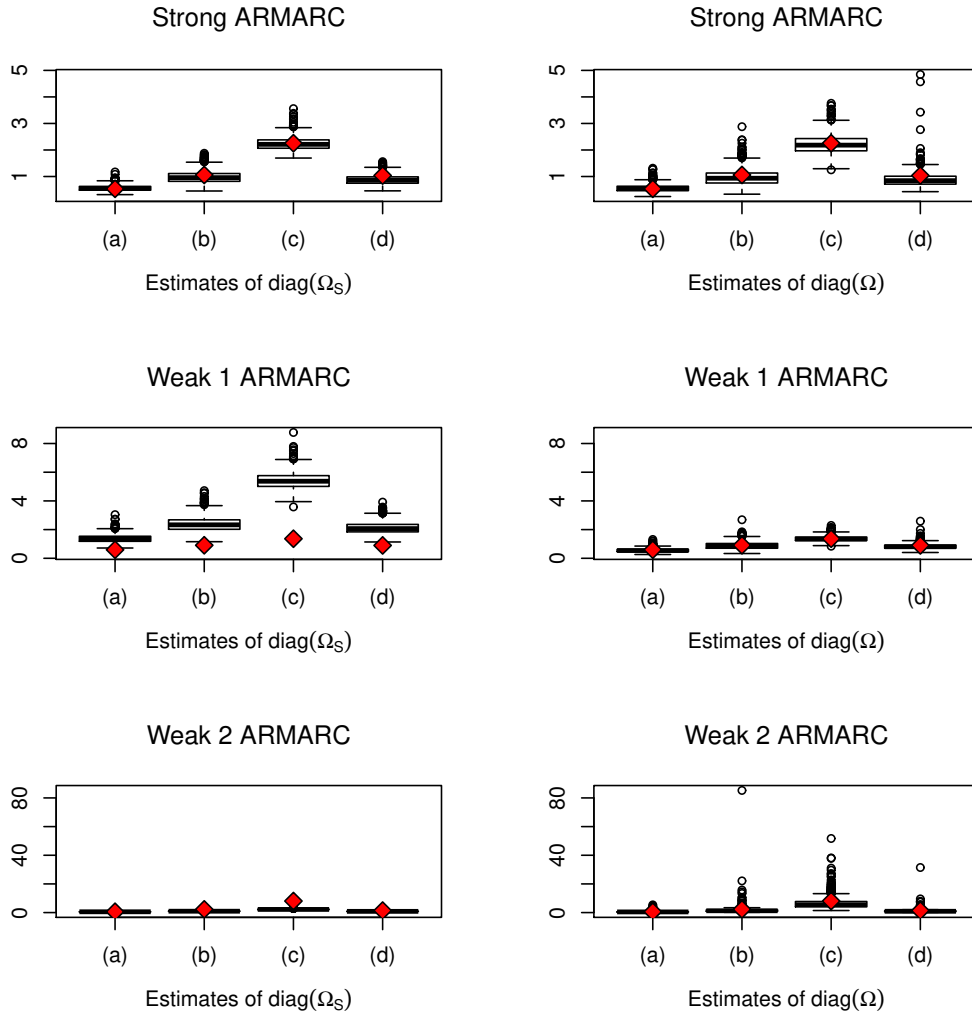 Strong ARMARC
1 3 5
(a) (b) (c) (d)
Estimates of diag(Ω_S)
Strong ARMARC
1 3 5
(a) (b) (c) (d)
Estimates of diag(Ω)
Weak 1 ARMARC
0 4 8
(a) (b) (c) (d)
Estimates of diag(Ω_S)
Weak 1 ARMARC
0 4 8
(a) (b) (c) (d)
Estimates of diag(Ω)
Weak 2 ARMARC
0 40 80
(a) (b) (c) (d)
Estimates of diag(Ω_S)
Weak 2 ARMARC
0 40 80
(a) (b) (c) (d)
Estimates of diag(Ω)